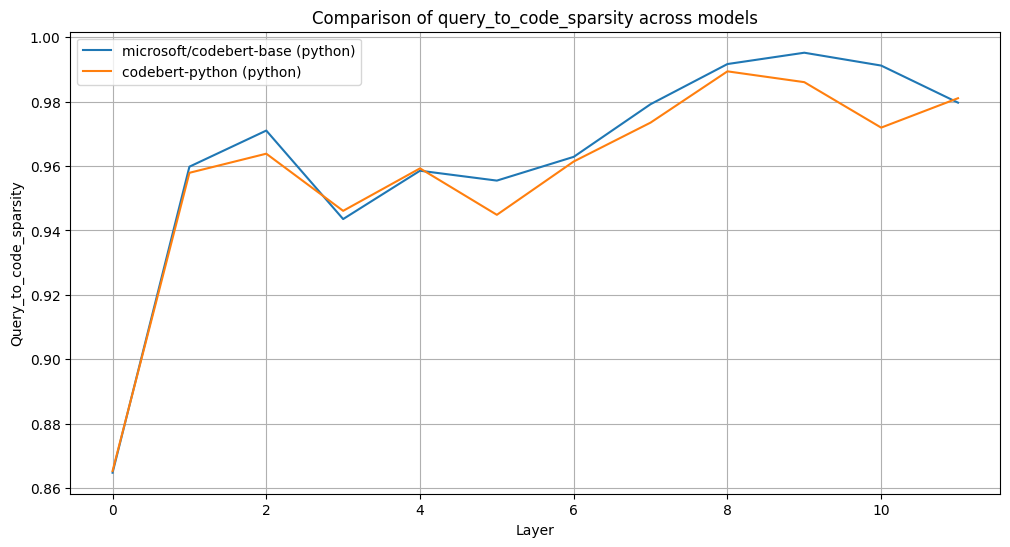 Comparison of query_to_code_sparsity across models
microsoft/codebert-base (python)
codebert-python (python)
Query_to_code_sparsity
1.00
0.98
0.96
0.94
0.92
0.90
0.88
0.86
0 2 4 6 8 10
Layer